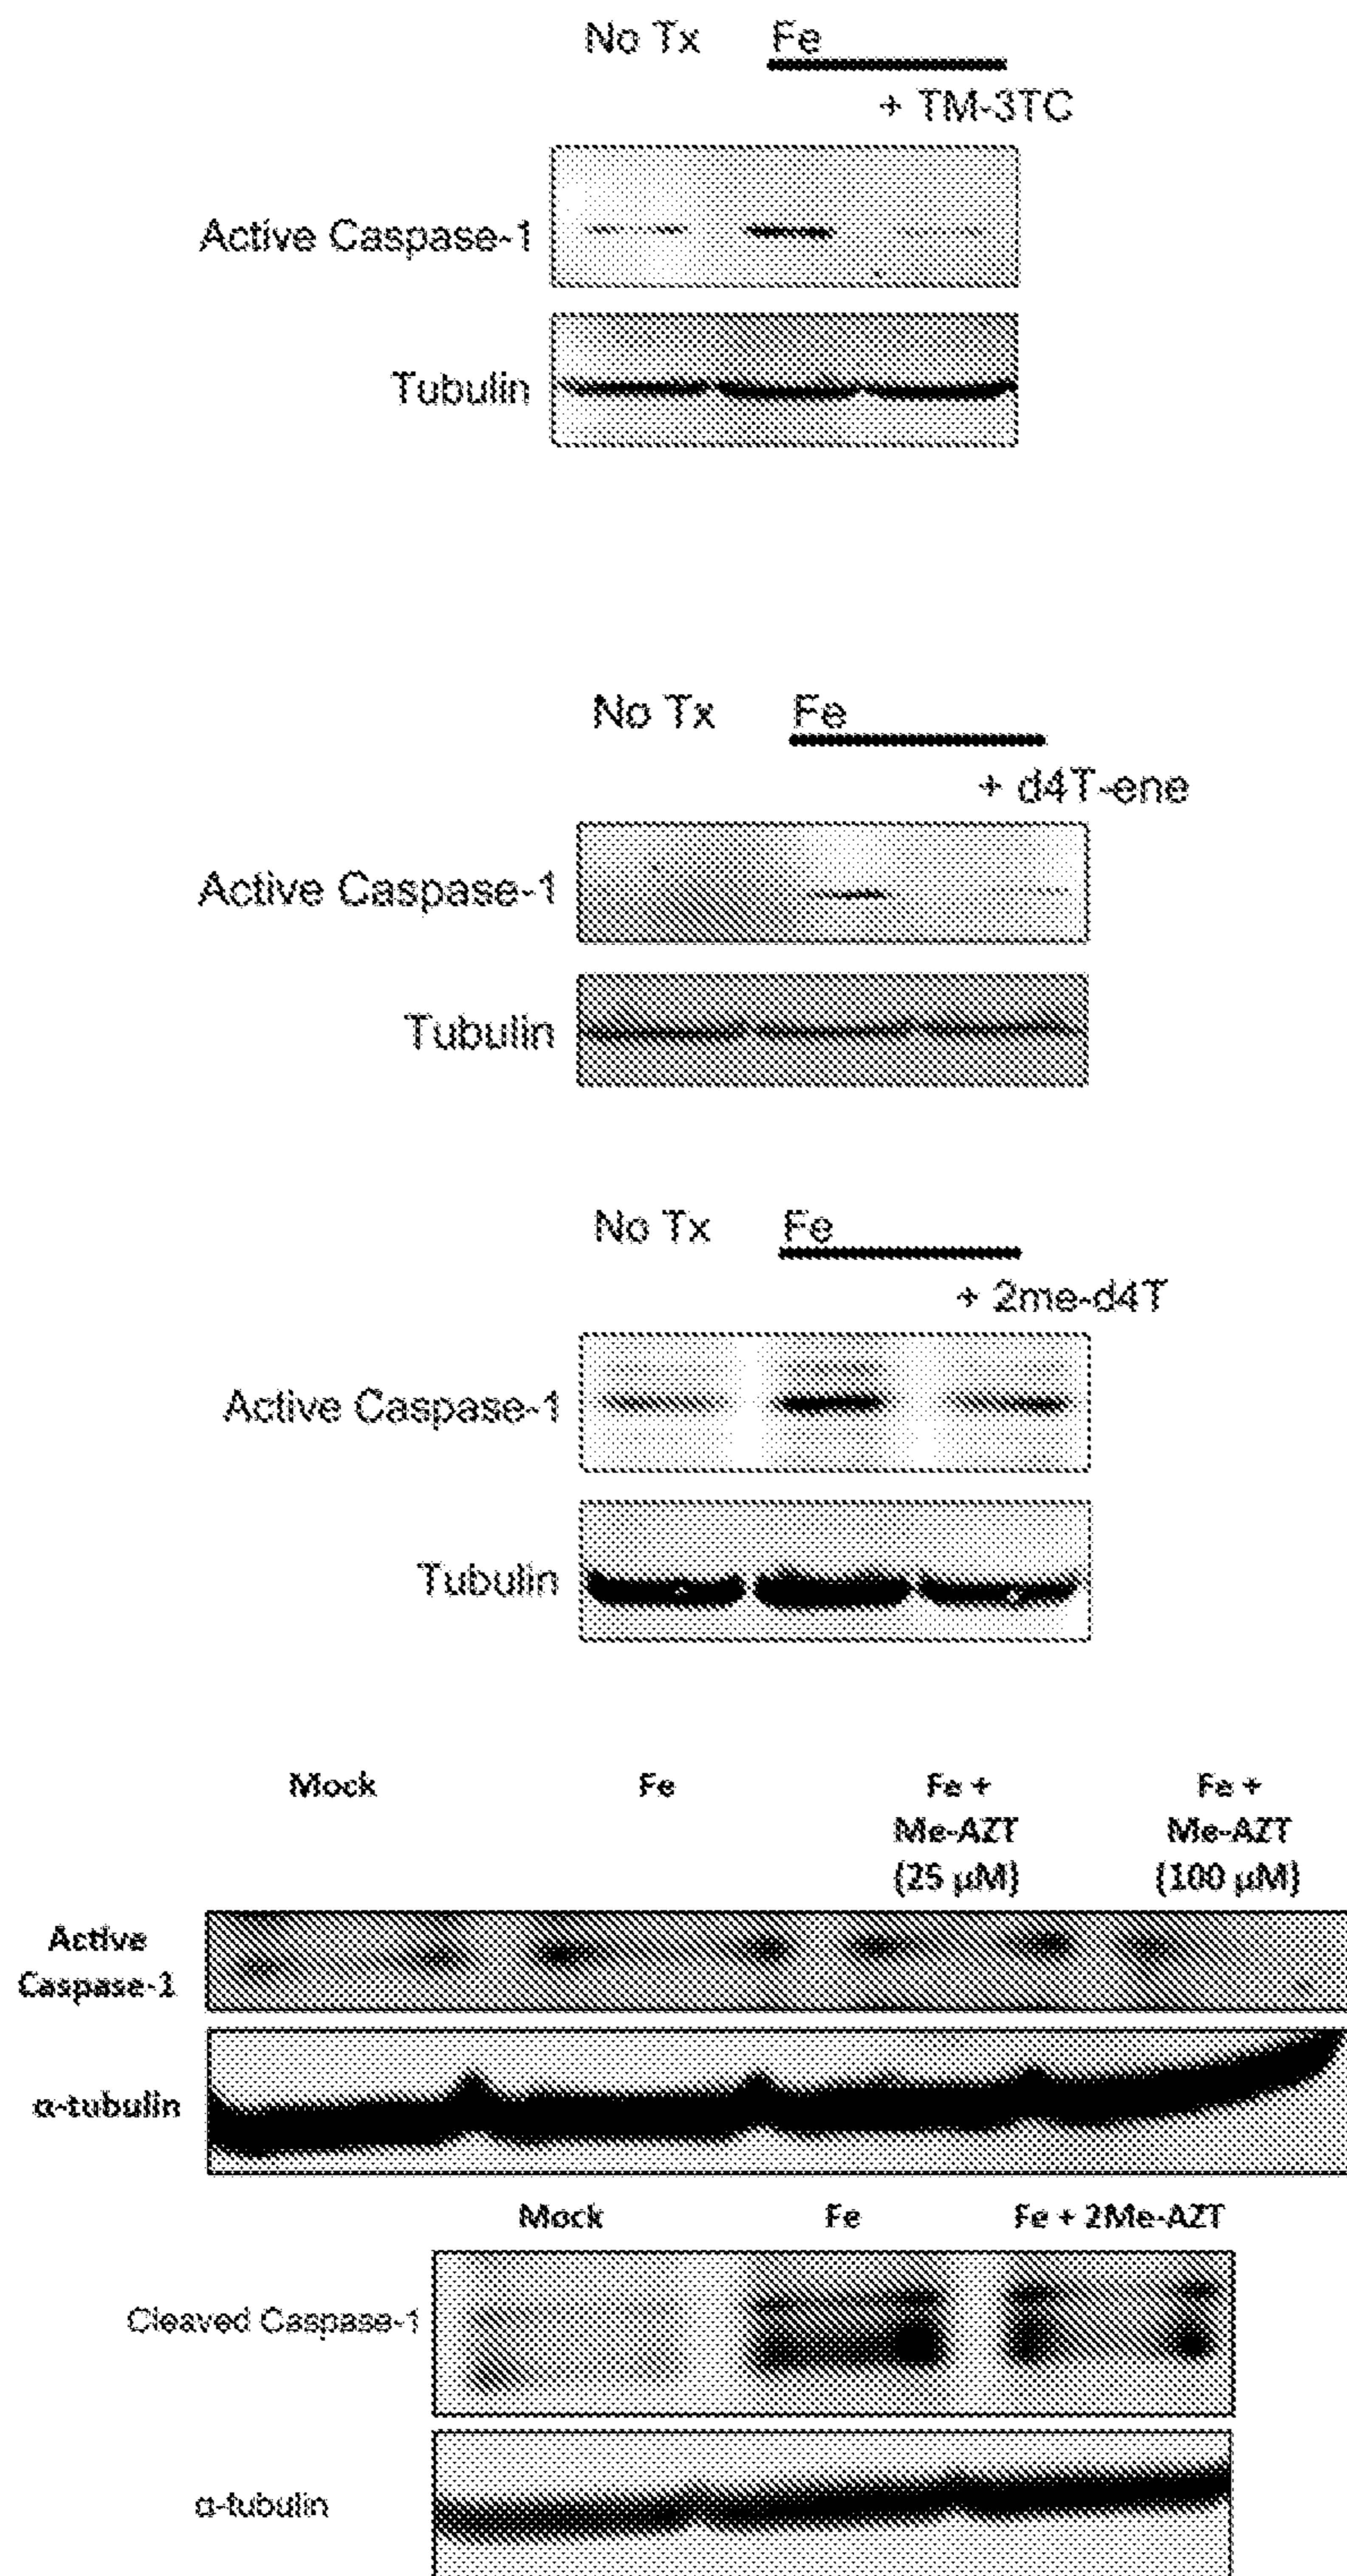 No Tx Fe
+ TM-3TC
Active Caspase-1
Tubulin
No Tx Fe
+ d4T-ene
Active Caspase-1
Tubulin
No Tx Fe
+ 2me-d4T
Active Caspase-1
Tubulin
Mock Fe Fe + Fe +
Me-AZT Me-AZT
(25 µM) (100 µM)
Active
Caspase-1
α-tubulin
Mock Fe Fe + 2Me-AZT
Cleaved Caspase-1
α-tubulin